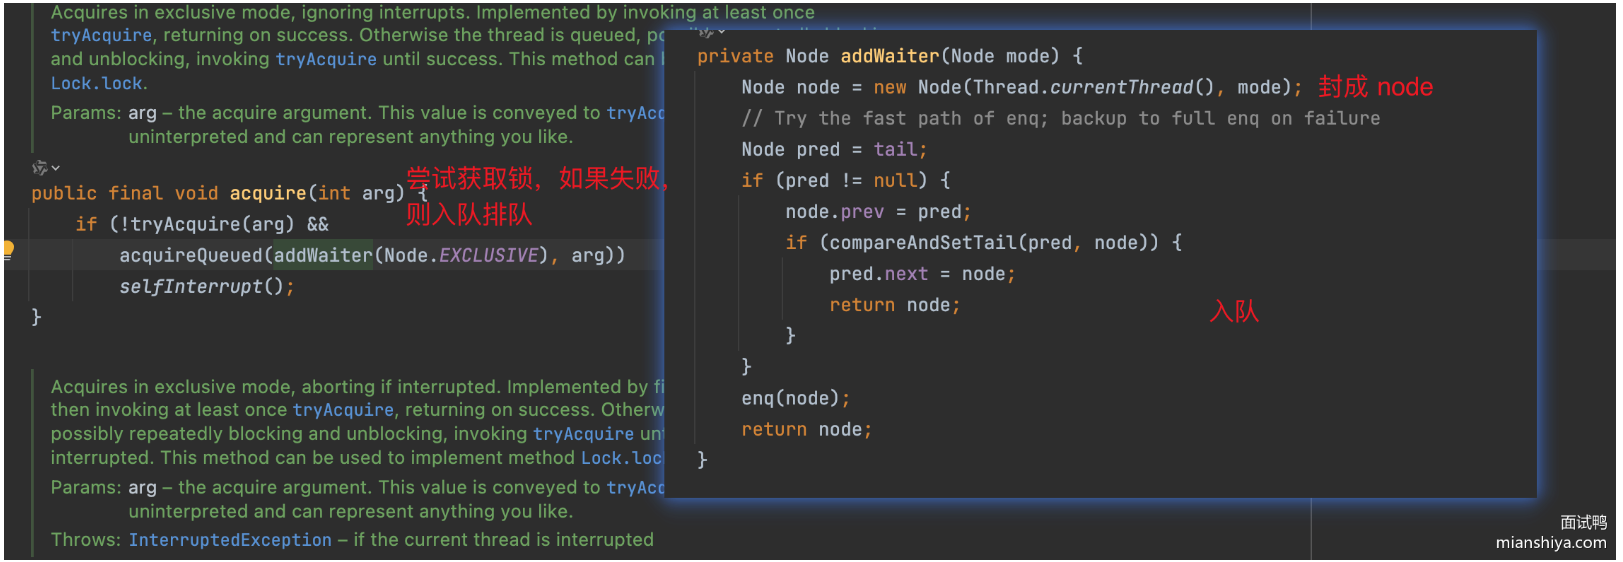 Acquires in exclusive mode, ignoring interrupts. Implemented by invoking at least once
tryAcquire, returning on success. Otherwise the thread is queued,
and unblocking, invoking tryAcquire until success. This method can
Lock.lock.
Params: arg – the acquire argument. This value is conveyed to tryAcq
uninterpreted and can represent anything you like.
public final void acquire(int arg) {
尝试获取锁，如果失败，
则入队排队
if (!tryAcquire(arg) &&
acquireQueued(addWaiter(Node.EXCLUSIVE), arg))
selfInterrupt();
}
Acquires in exclusive mode, aborting if interrupted. Implemented by fi
then invoking at least once tryAcquire, returning on success. Otherw
possibly repeatedly blocking and unblocking, invoking tryAcquire un
interrupted. This method can be used to implement method Lock.loc
Params: arg – the acquire argument. This value is conveyed to tryAcq
uninterpreted and can represent anything you like.
Throws: InterruptedException – if the current thread is interrupted
private Node addWaiter(Node mode) {
Node node = new Node(Thread.currentThread(), mode); 封成 node
// Try the fast path of enq; backup to full enq on failure
Node pred = tail;
if (pred != null) {
node.prev = pred;
if (compareAndSetTail(pred, node)) {
pred.next = node;
return node;
入队
}
}
enq(node);
return node;
}
面试鸭
mianshiya.com